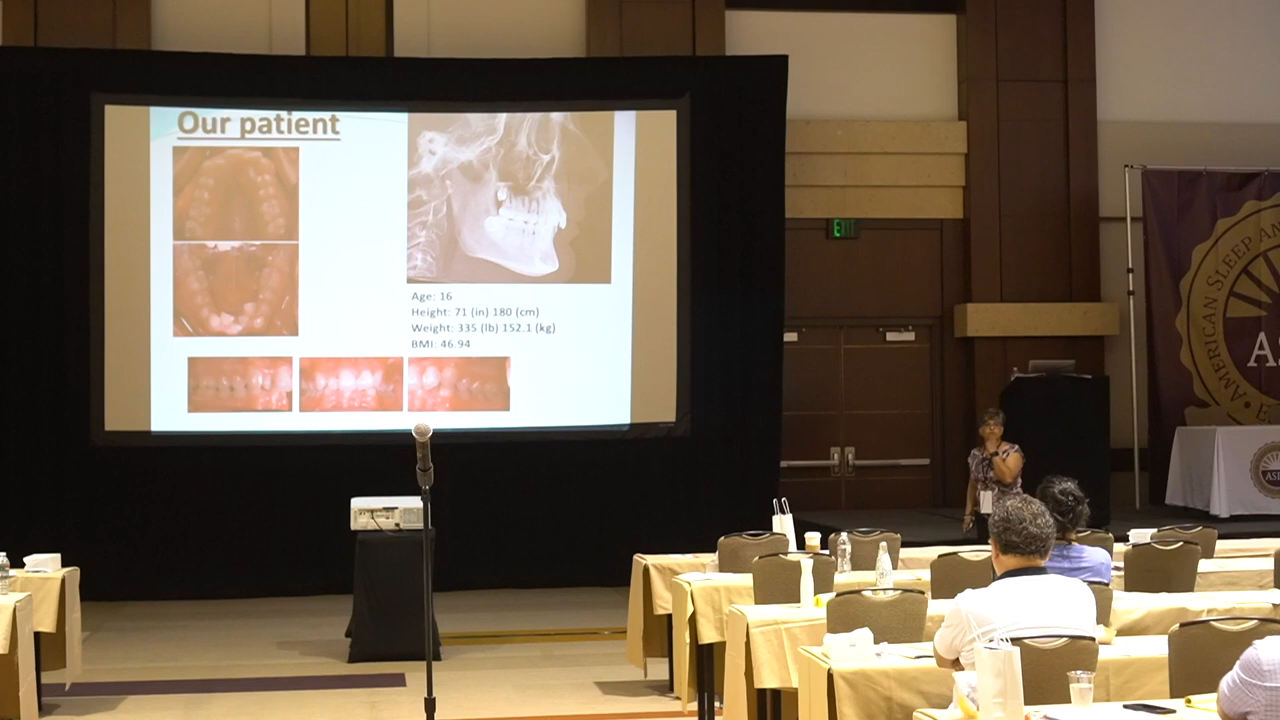 Our patient
Age: 16
Height: 71 (in) 180 (cm)
Weight: 335 (lb) 152.1 (kg)
BMI: 46.94
EXIT
AMERICAN SLEEP AN
AS